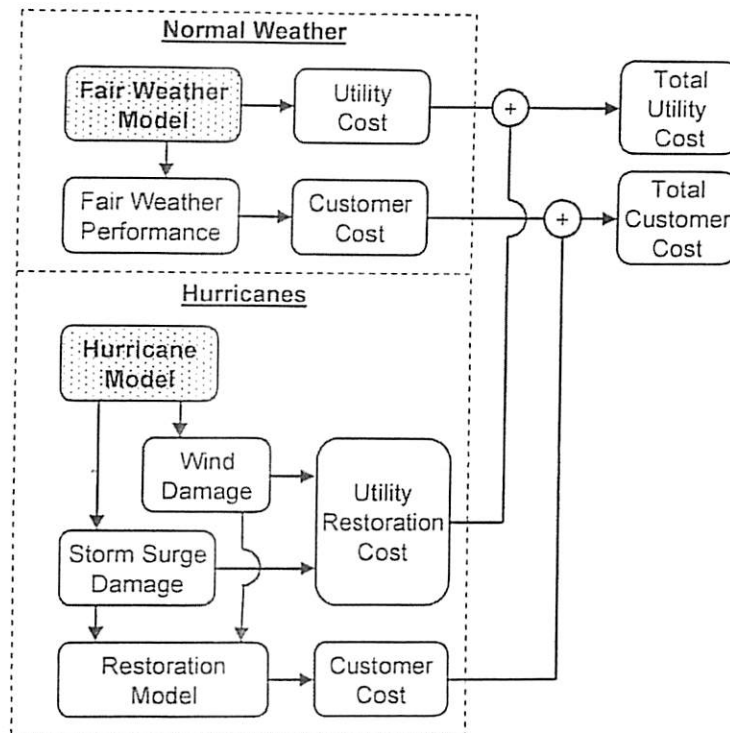 Normal Weather
Fair Weather
Model
Utility
Cost
+
Total
Utility
Cost
Fair Weather
Performance
Customer
Cost
+
Total
Customer
Cost
Hurricanes
Hurricane
Model
Wind
Damage
Utility
Restoration
Cost
Storm Surge
Damage
Restoration
Model
Customer
Cost